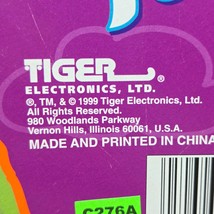 TIGER
ELECTRONICS, LTD.
®, TM, & © 1999 Tiger Electronics, Ltd.
All Rights Reserved.
980 Woodlands Parkway
Vernon Hills, Illinois 60061, U.S.A.
MADE AND PRINTED IN CHINA
C276A